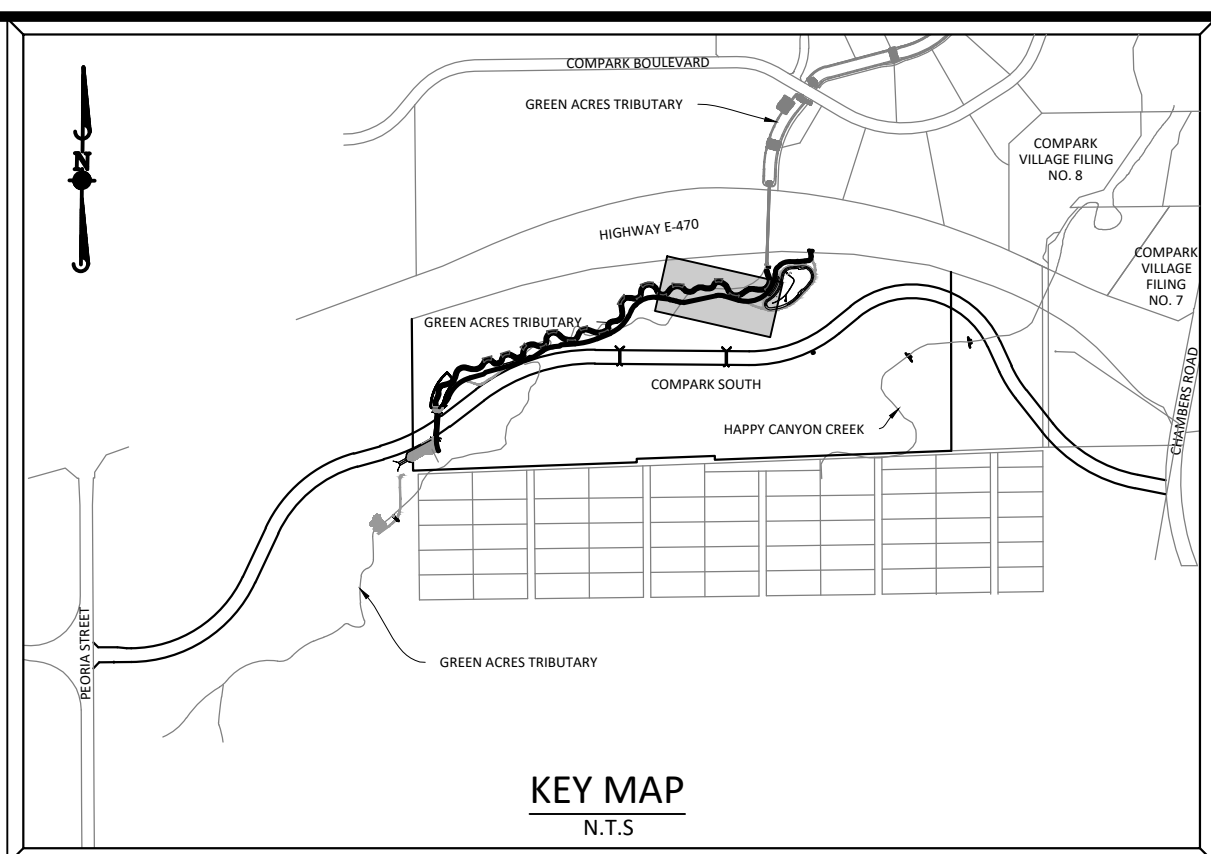 COMPARK BOULEVARD
GREEN ACRES TRIBUTARY
COMPARK
VILLAGE FILING
NO. 8
N
HIGHWAY E-470
COMPARK
VILLAGE
FILING
NO. 7
GREEN ACRES TRIBUTARY
COMPARK SOUTH
CHAMBERS ROAD
HAPPY CANYON CREEK
PEORIA STREET
GREEN ACRES TRIBUTARY
KEY MAP
N.T.S